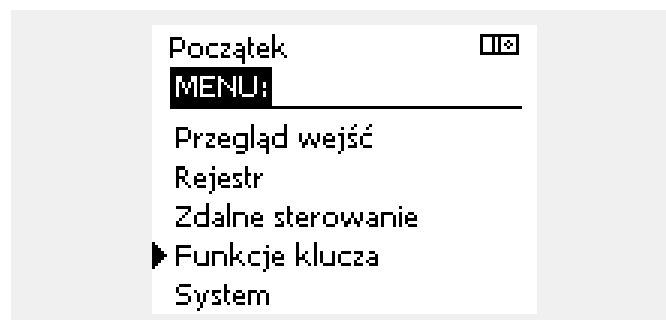 Początek
MENU:
Przegląd wejść
Rejestr
Zdalne sterowanie
Funkcje klucza
System